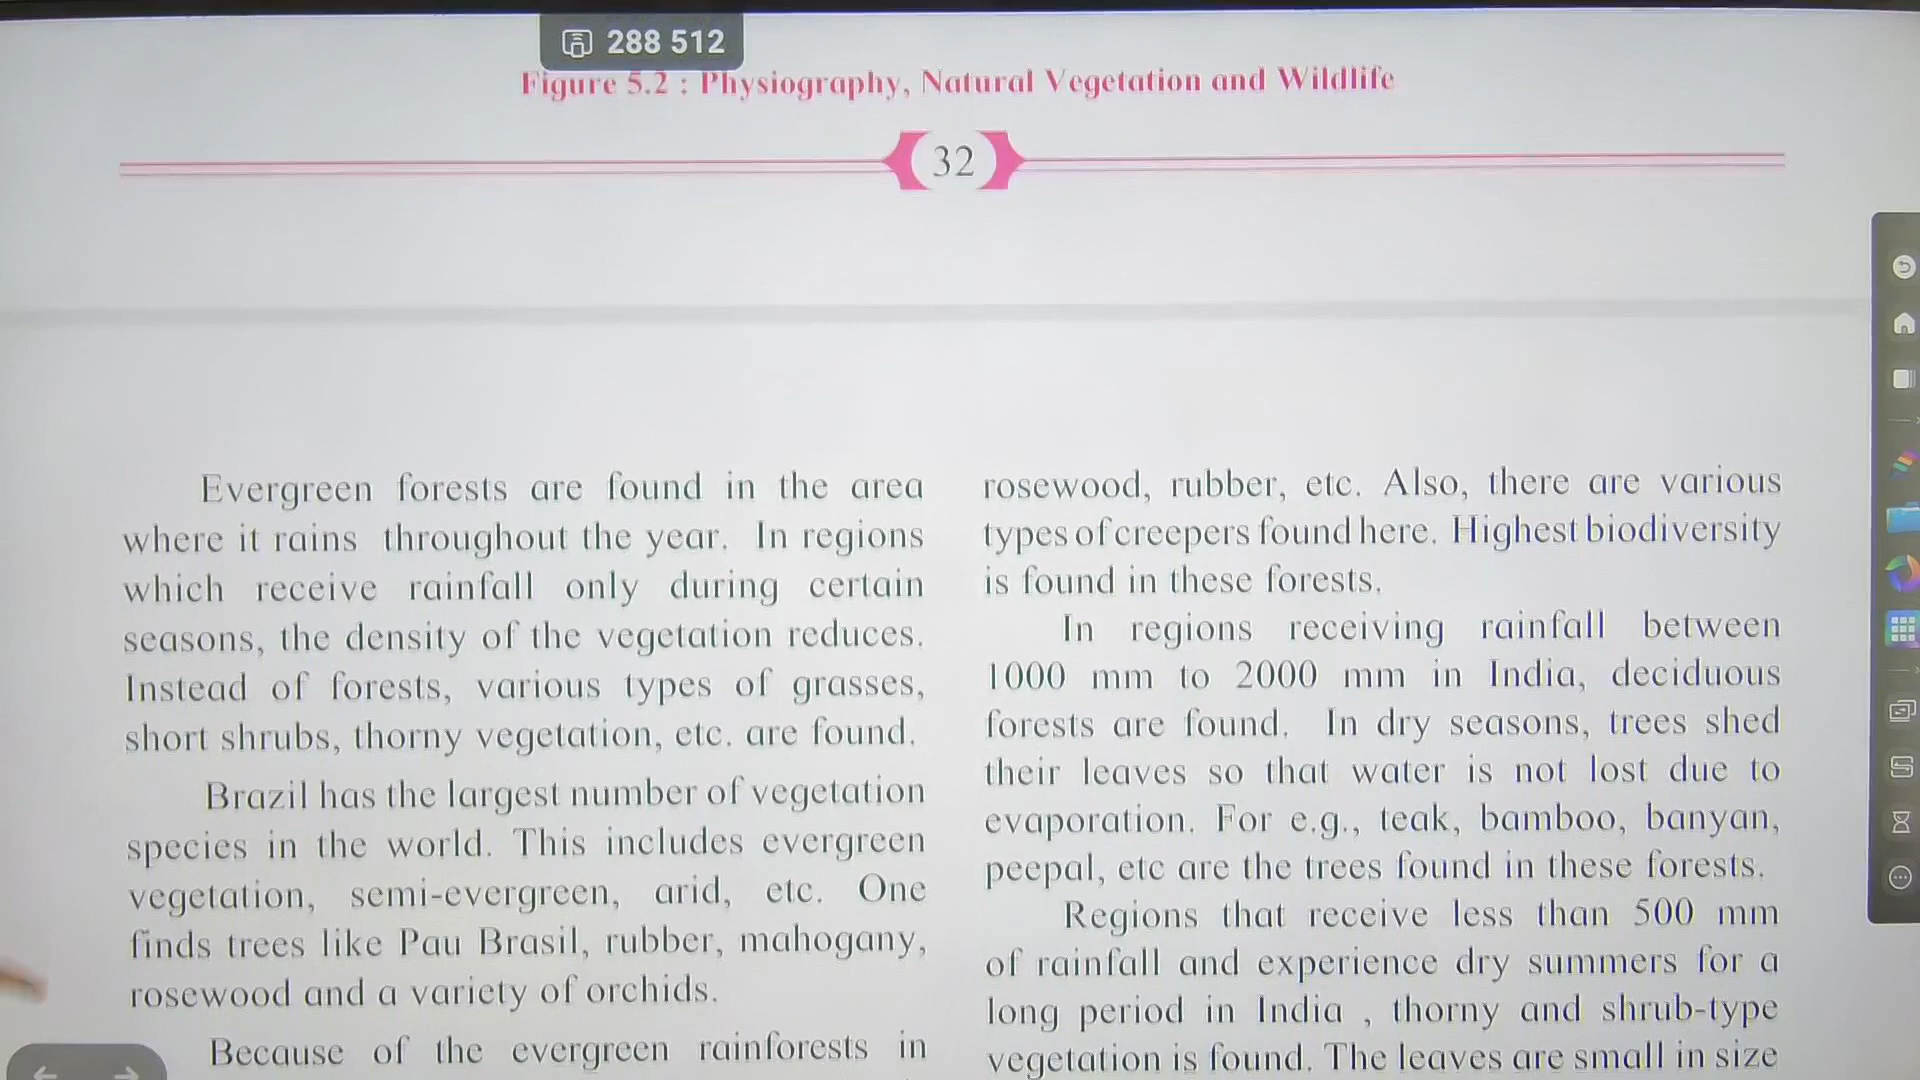 288 512
Figure 5.2 : Physiography, Natural Vegetation and Wildlife
32
Evergreen forests are found in the area
where it rains throughout the year. In regions
which receive rainfall only during certain
seasons, the density of the vegetation reduces.
Instead of forests, various types of grasses,
short shrubs, thorny vegetation, etc. are found.
Brazil has the largest number of vegetation
species in the world. This includes evergreen
vegetation, semi-evergreen, arid, etc. One
finds trees like Pau Brasil, rubber, mahogany,
rosewood and a variety of orchids.
Because of the evergreen rainforests in
rosewood, rubber, etc. Also, there are various
types of creepers found here. Highest biodiversity
is found in these forests.
In regions receiving rainfall between
1000 mm to 2000 mm in India, deciduous
forests are found. In dry seasons, trees shed
their leaves so that water is not lost due to
evaporation. For e.g., teak, bamboo, banyan,
peepal, etc are the trees found in these forests.
Regions that receive less than 500 mm
of rainfall and experience dry summers for a
long period in India , thorny and shrub-type
vegetation is found. The leaves are small in size